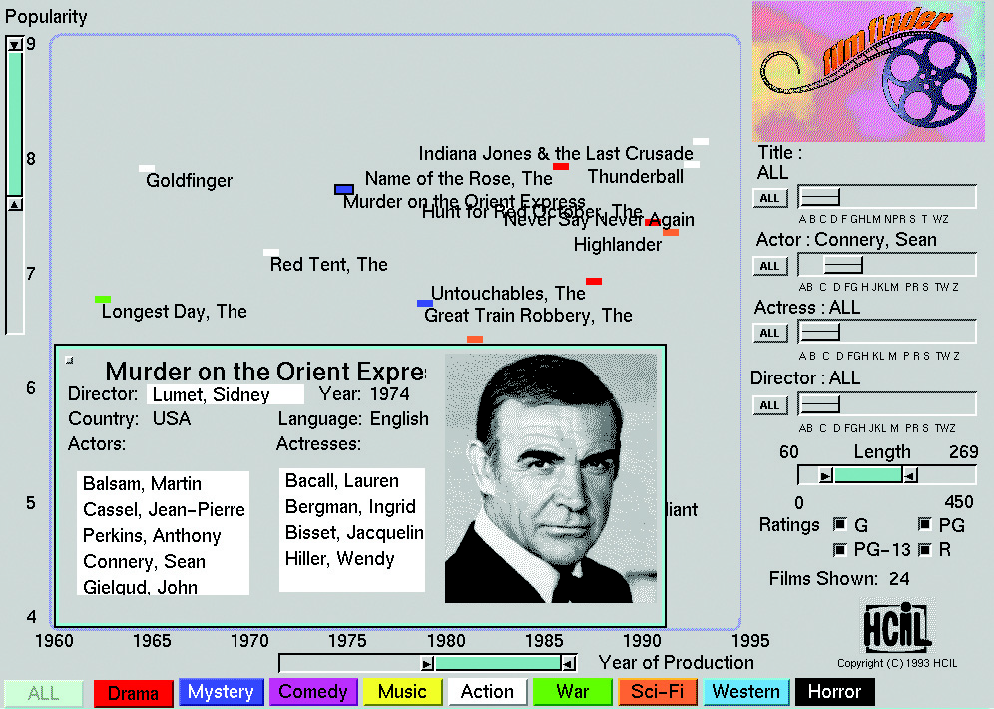 Popularity
9
8
7
6
5
4
film finder
Indiana Jones & the Last Crusade
Goldfinger
Name of the Rose, The
Thunderball
Murder on the Orient Express
Hunt for Red October, The
Never Say Never Again
Highlander
Red Tent, The
Untouchables, The
Longest Day, The
Great Train Robbery, The
liant
Murder on the Orient Expre
Director: Lumet, Sidney Year: 1974
Country: USA Language: English
Actors: Actresses:
Balsam, Martin
Cassel, Jean-Pierre
Perkins, Anthony
Connery, Sean
Gielgud, John
Bacall, Lauren
Bergman, Ingrid
Bisset, Jacquelin
Hiller, Wendy
1960 1965 1970 1975 1980 1985 1990 1995
Year of Production
ALL Drama Mystery Comedy Music Action War Sci-Fi Western Horror
Title :
ALL
ALL
A B C D F GHLM NPR S T WZ
Actor : Connery, Sean
ALL
AB C D FG H JKLM P R S TW Z
Actress : ALL
ALL
A B C D FGH KL M P R S TW Z
Director : ALL
ALL
AB C D FGH JKL M P R S TWZ
60 Length 269
0 450
Ratings G PG
PG-13 R
Films Shown: 24
HCIL
Copyright (C) 1993 HCIL